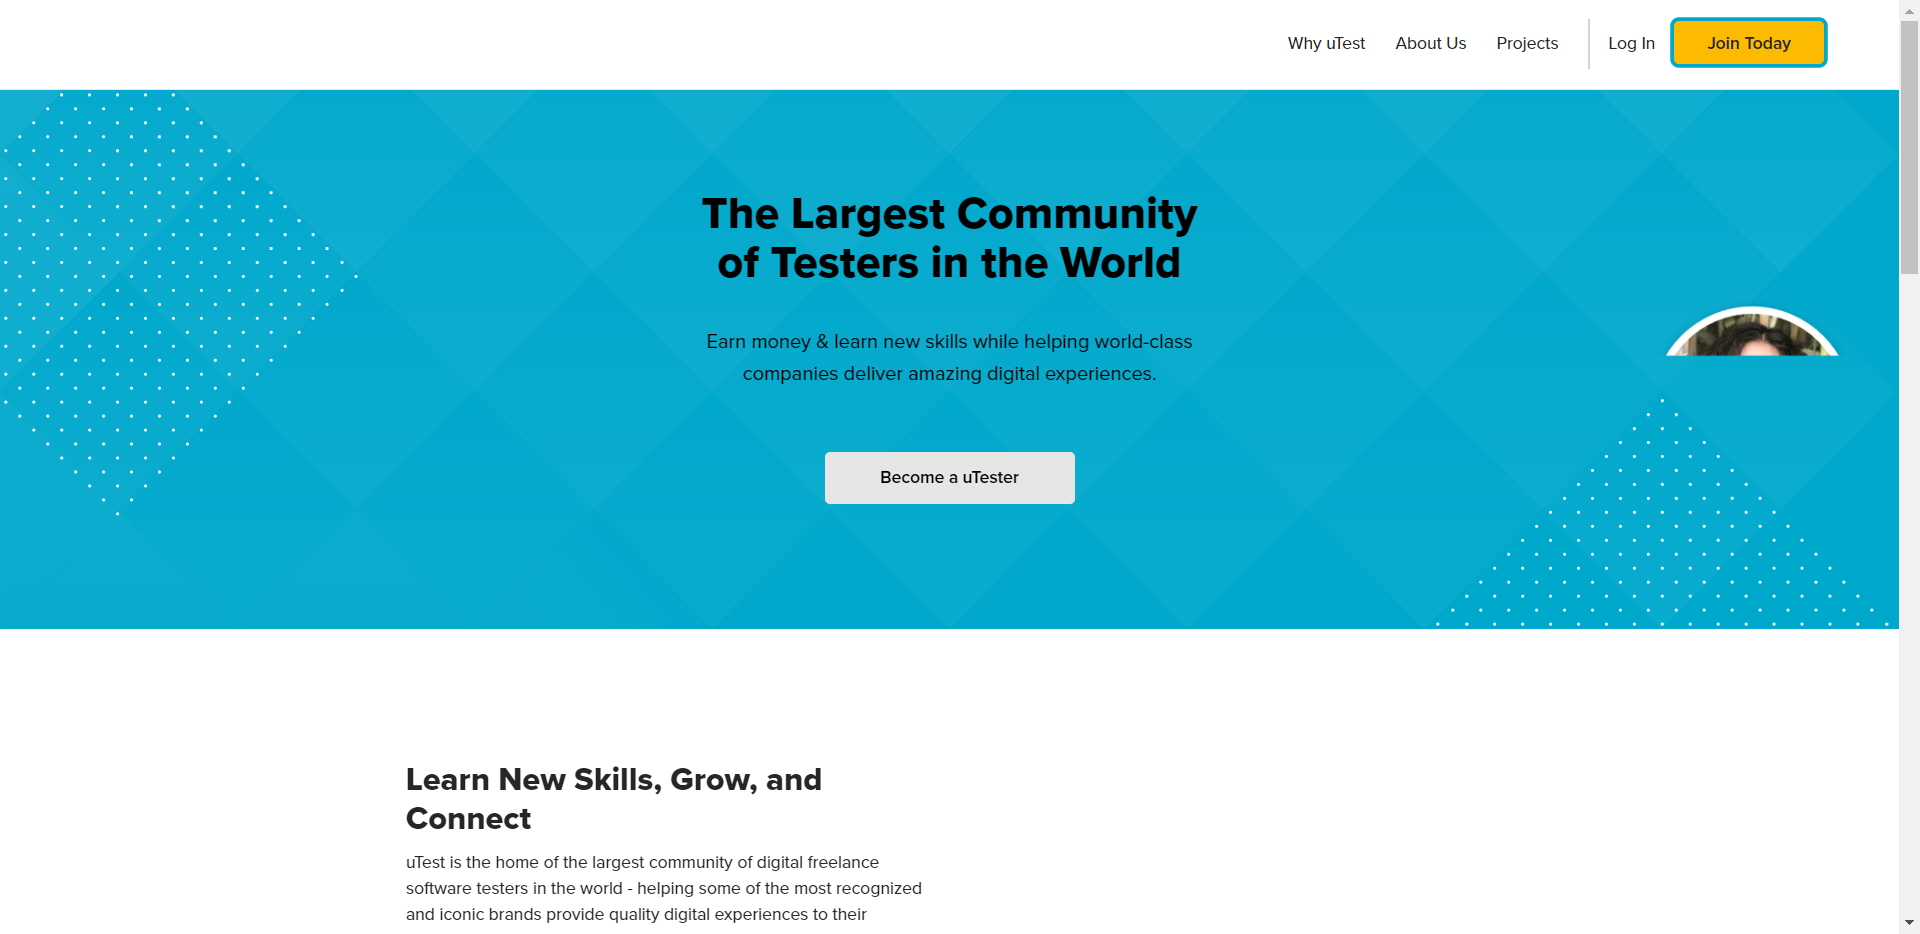 Why uTest About Us Projects Log In Join Today
The Largest Community
of Testers in the World
Earn money & learn new skills while helping world-class
companies deliver amazing digital experiences.
Become a uTester
Learn New Skills, Grow, and
Connect
uTest is the home of the largest community of digital freelance
software testers in the world - helping some of the most recognized
and iconic brands provide quality digital experiences to their